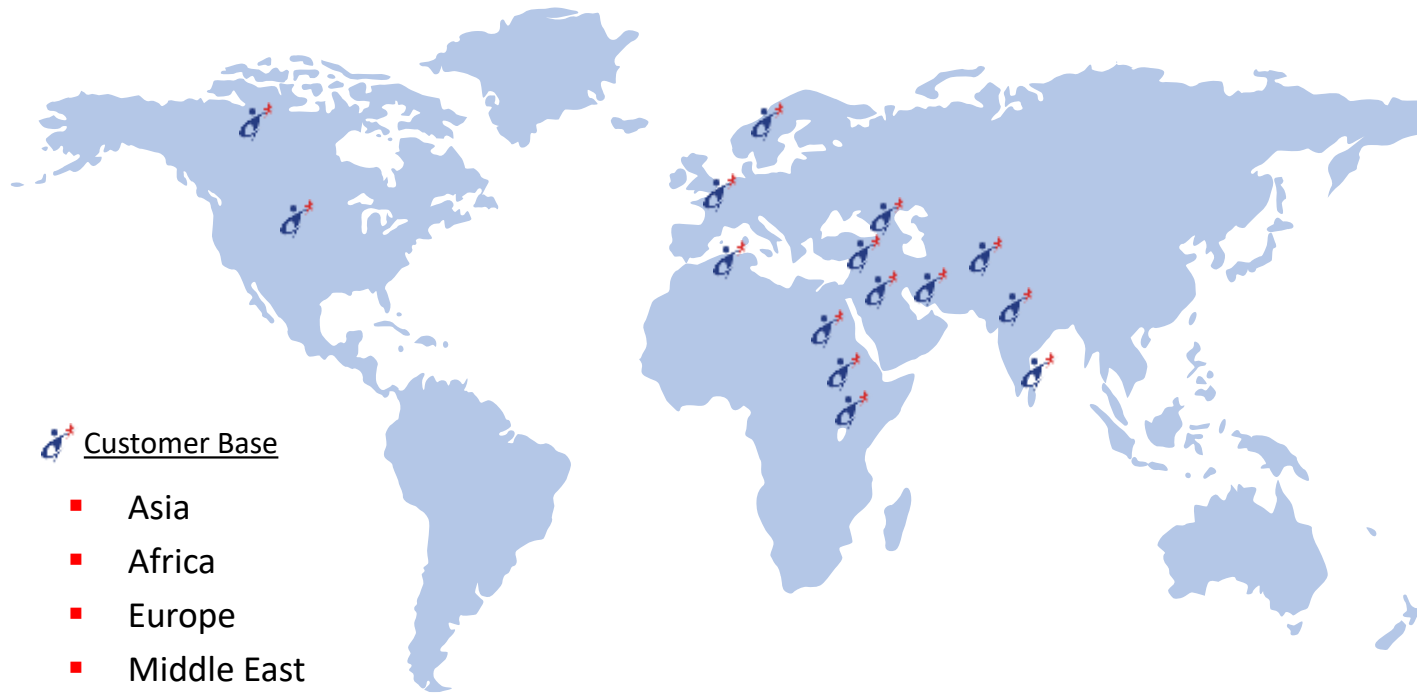 Customer Base
Asia
Africa
Europe
Middle East